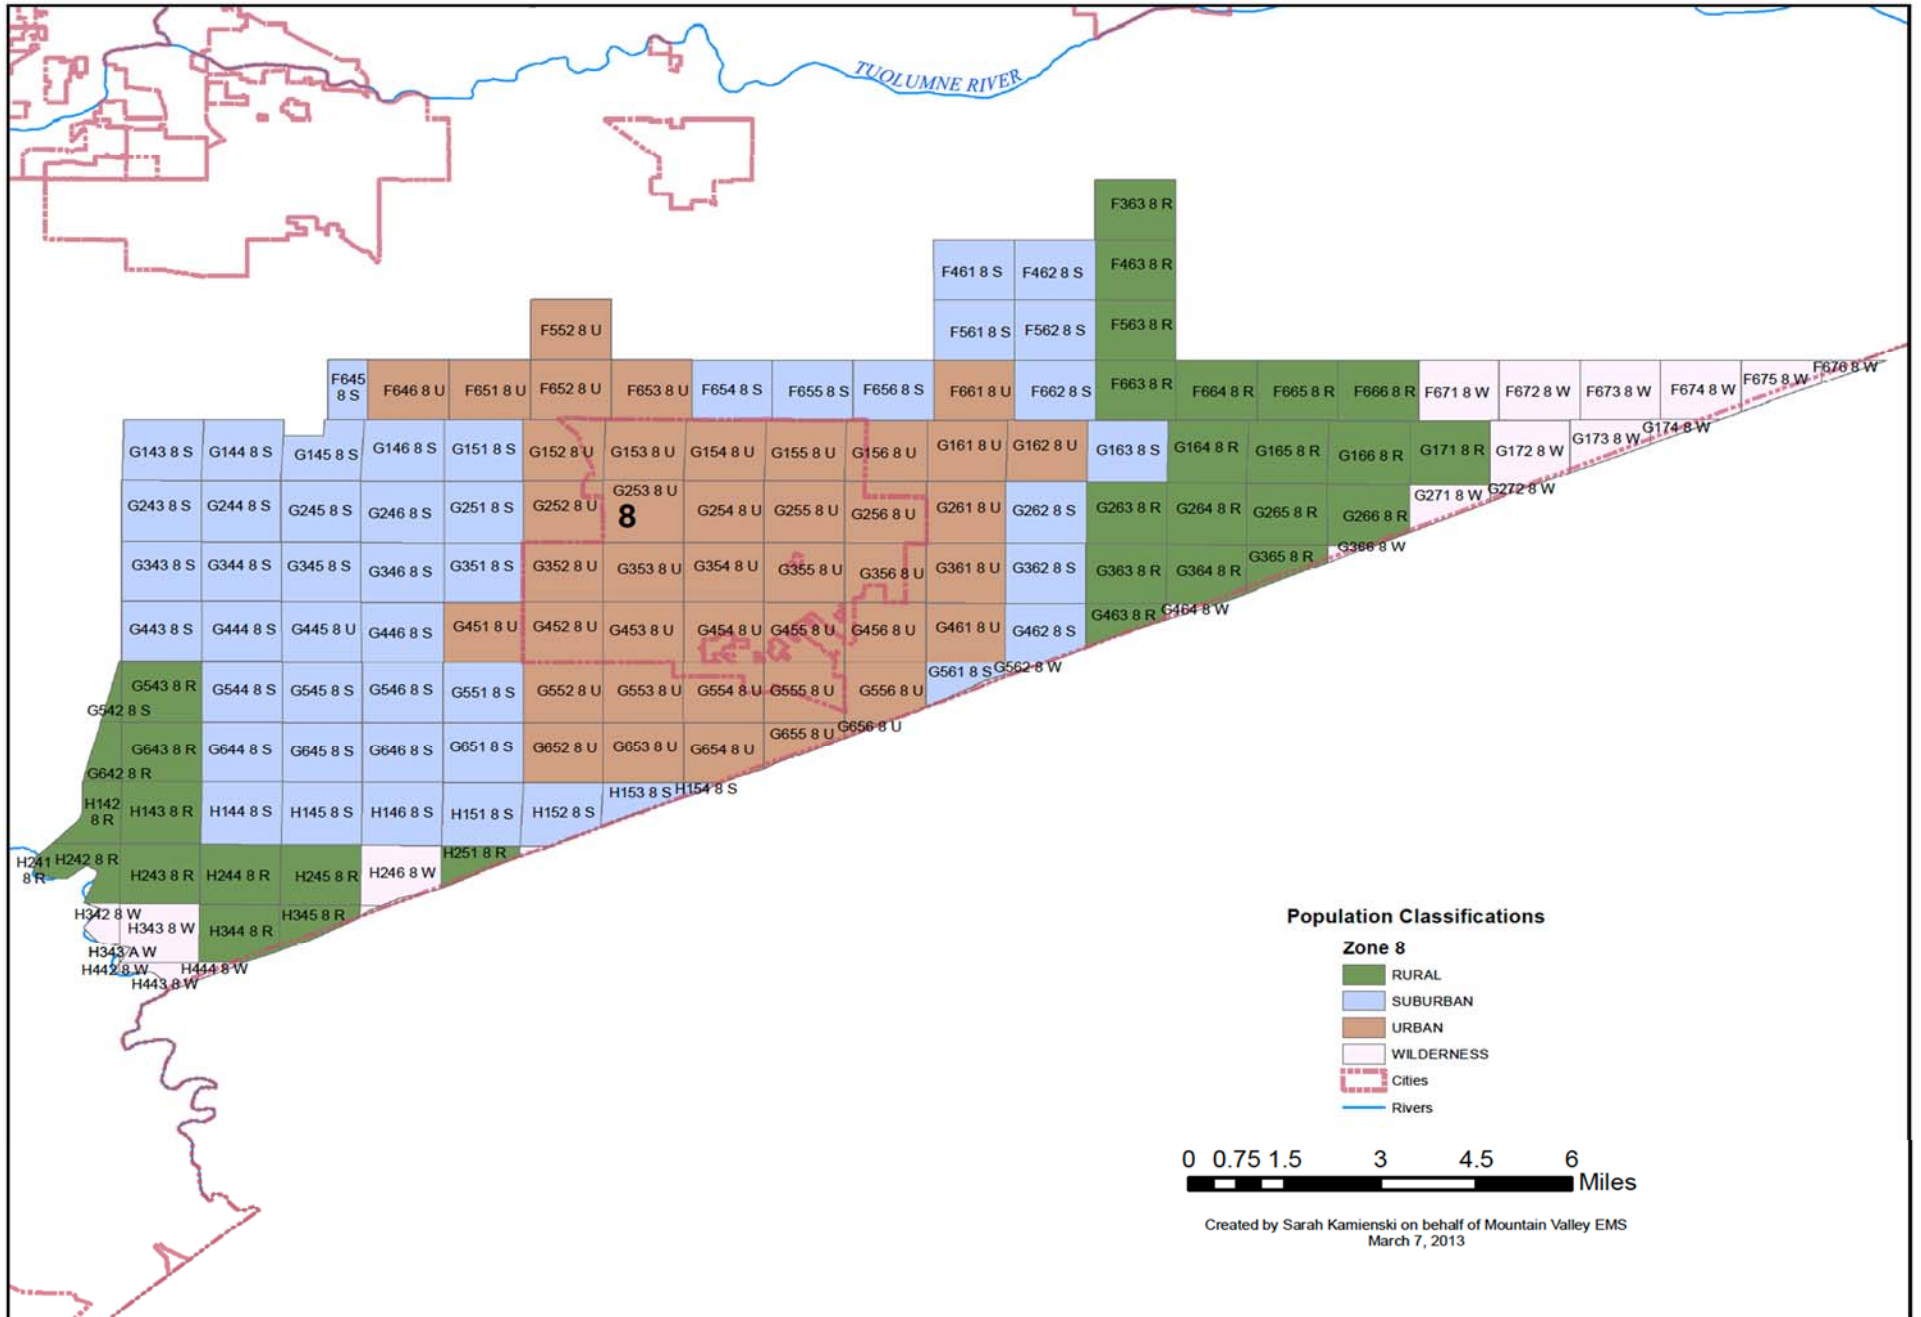 TUOLUMNE RIVER
F363 8 R
F461 8 S F462 8 S F463 8 R
F552 8 U F561 8 S F562 8 S F563 8 R
F645
8 S
F646 8 U F651 8 U F652 8 U F653 8 U F654 8 S F655 8 S F656 8 S F661 8 U F662 8 S F663 8 R F664 8 R F665 8 R F666 8 R F671 8 W F672 8 W F673 8 W F674 8 W F675 8 W F676 8 W
G143 8 S G144 8 S G145 8 S G146 8 S G151 8 S G152 8 U G153 8 U G154 8 U G155 8 U G156 8 U G161 8 U G162 8 U G163 8 S G164 8 R G165 8 R G166 8 R G171 8 R G172 8 W G173 8 W G174 8 W
G243 8 S G244 8 S G245 8 S G246 8 S G251 8 S G252 8 U G253 8 U G254 8 U G255 8 U G256 8 U G261 8 U G262 8 S G263 8 R G264 8 R G265 8 R G266 8 R G271 8 W G272 8 W
8
G343 8 S G344 8 S G345 8 S G346 8 S G351 8 S G352 8 U G353 8 U G354 8 U G355 8 U G356 8 U G361 8 U G362 8 S G363 8 R G364 8 R G365 8 R G366 8 W
G443 8 S G444 8 S G445 8 U G446 8 S G451 8 U G452 8 U G453 8 U G454 8 U G455 8 U G456 8 U G461 8 U G462 8 S G463 8 R G464 8 W
G543 8 R G544 8 S G545 8 S G546 8 S G551 8 S G552 8 U G553 8 U G554 8 U G555 8 U G556 8 U G561 8 S G562 8 W
G542 8 S
G643 8 R G644 8 S G645 8 S G646 8 S G651 8 S G652 8 U G653 8 U G654 8 U G655 8 U G656 8 U
G642 8 R
H142
8 R
H143 8 R H144 8 S H145 8 S H146 8 S H151 8 S H152 8 S H153 8 S H154 8 S
H241
8 R
H242 8 R H243 8 R H244 8 R H245 8 R H246 8 W H251 8 R
H342 8 W H343 8 W H344 8 R H345 8 R
H343 A W
H442 8 W H444 8 W
H443 8 W
Population Classifications
Zone 8
RURAL
SUBURBAN
URBAN
WILDERNESS
Cities
Rivers
0 0.75 1.5 3 4.5 6
Miles
Created by Sarah Kamienski on behalf of Mountain Valley EMS
March 7, 2013